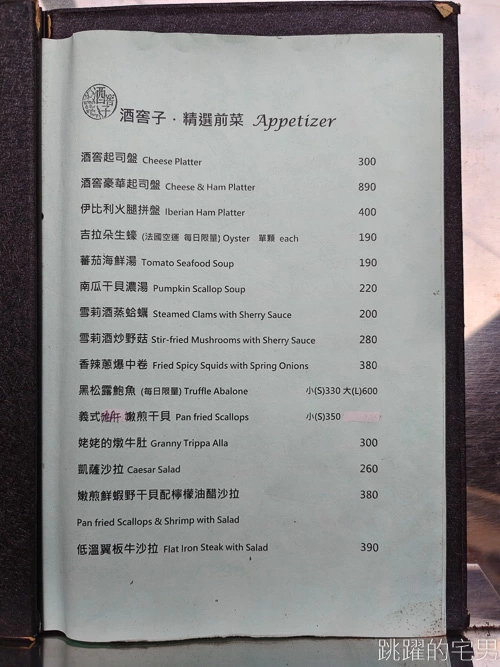 酒窖子
酒窖子·精選前菜 Appetizer
酒窖起司盤 Cheese Platter 300
酒窖豪華起司盤 Cheese & Ham Platter 890
伊比利火腿拼盤 Iberian Ham Platter 400
吉拉朵生蠔 (法國空運 每日限量) Oyster 單顆 each 190
蕃茄海鮮湯 Tomato Seafood Soup 190
南瓜干貝濃湯 Pumpkin Scallop Soup 220
雪莉酒蒸蛤蠣 Steamed Clams with Sherry Sauce 200
雪莉酒炒野菇 Stir-fried Mushrooms with Sherry Sauce 280
香辣蔥爆中卷 Fried Spicy Squids with Spring Onions 380
黑松露鮑魚 (每日限量) Truffle Abalone 小(S)330 大(L)600
義式 嫩煎干貝 Pan fried Scallops 小(S)350
姥姥的燉牛肚 Granny Trippa Alla 300
凱薩沙拉 Caesar Salad 260
嫩煎鮮蝦野干貝配檸檬油醋沙拉 380
Pan fried Scallops & Shrimp with Salad
低溫翼板牛沙拉 Flat Iron Steak with Salad 390
跳躍的宅男